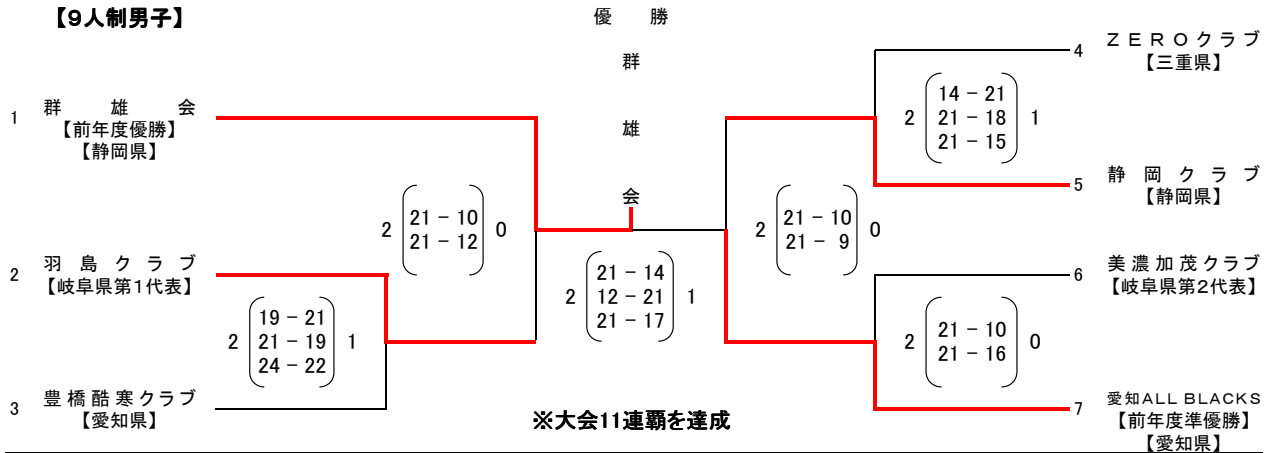 【9人制男子】
優勝
群
雄
会
1
群雄会
【前年度優勝】
【静岡県】
2
羽島クラブ
【岐阜県第1代表】
3
豊橋酷寒クラブ
【愛知県】
2
19 - 21
21 - 19
24 - 22
1
2
21 - 10
21 - 12
0
2
21 - 14
12 - 21
21 - 17
1
※大会11連覇を達成
2
21 - 10
21 - 9
0
2
14 - 21
21 - 18
21 - 15
1
2
21 - 10
21 - 16
0
4
ZEROクラブ
【三重県】
5
静岡クラブ
【静岡県】
6
美濃加茂クラブ
【岐阜県第2代表】
7
愛知ALL BLACKS
【前年度準優勝】
【愛知県】